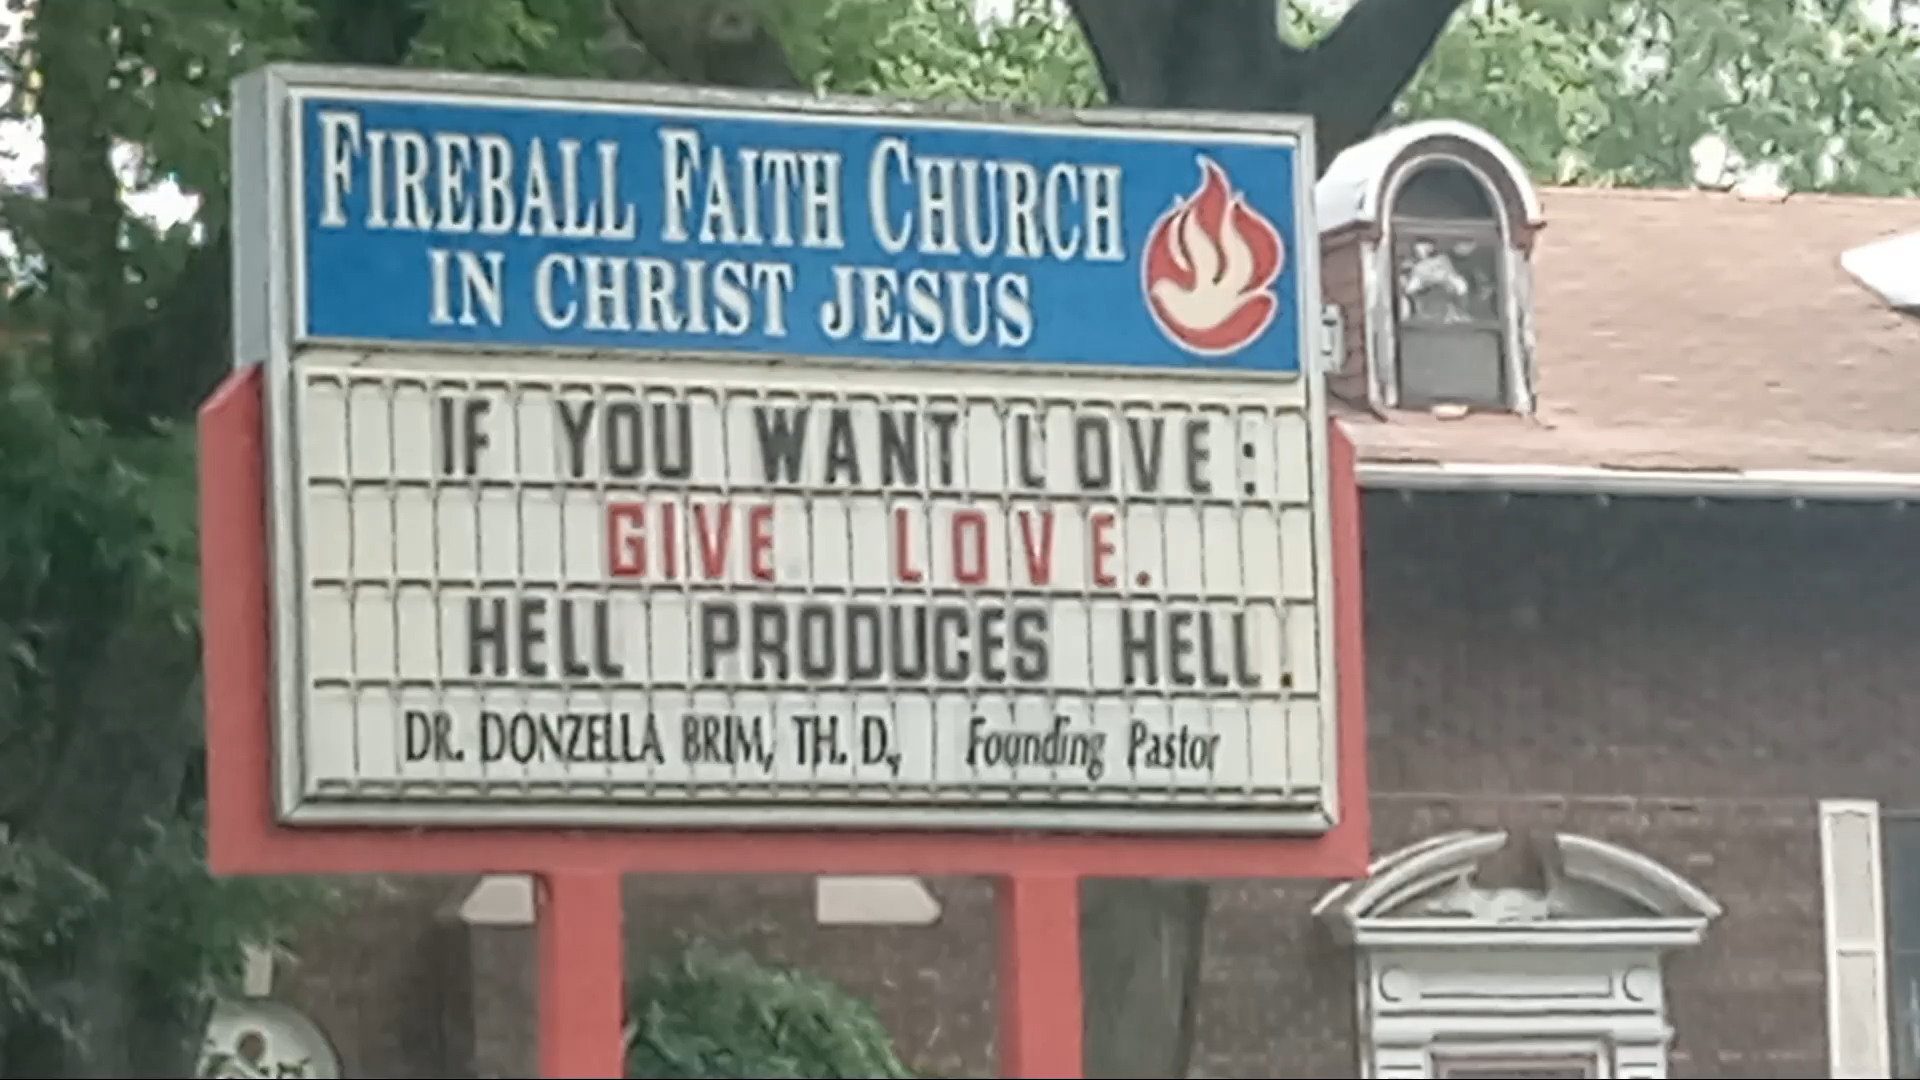 FIREBALL FAITH CHURCH
IN CHRIST JESUS
IF YOU WANT LOVE:
GIVE LOVE.
HELL PRODUCES HELL.
DR. DONZELLA BRIM, TH. D., Founding Pastor